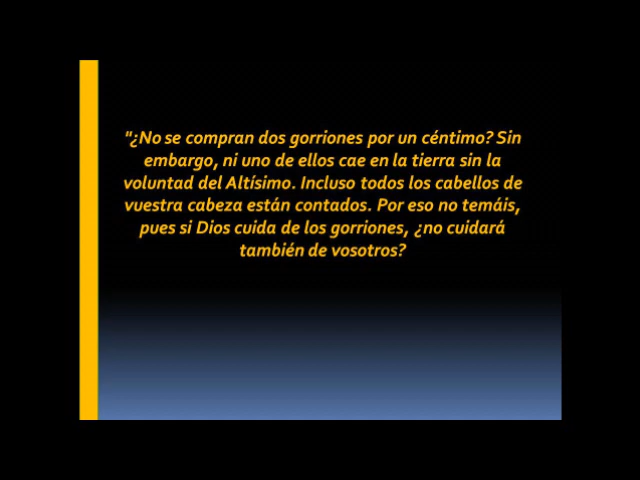 "¿No se compran dos gorriones por un céntimo? Sin
embargo, ni uno de ellos cae en la tierra sin la
voluntad del Altísimo. Incluso todos los cabellos de
vuestra cabeza están contados. Por eso no temáis,
pues si Dios cuida de los gorriones, ¿no cuidará
también de vosotros?